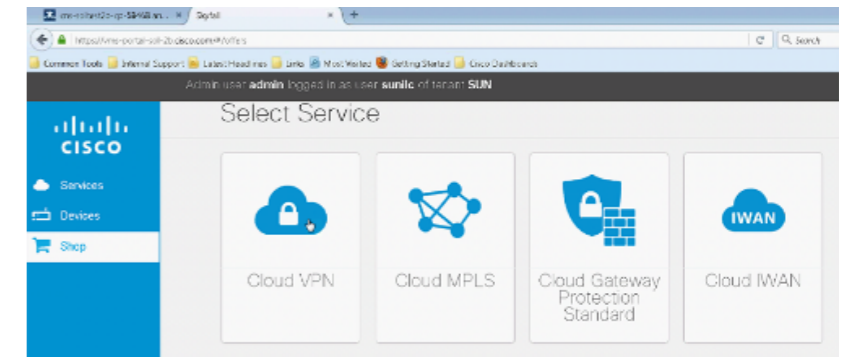 Skyfall
Search
Common Tools Internal Support Latest Headlines Links Most Visited Getting Started Cisco Dashboards
Admin user admin logged in as user sunilc of tenant SUN
CISCO
Services
Devices
Shop
Select Service
Cloud VPN
Cloud MPLS
Cloud Gateway
Protection
Standard
IWAN
Cloud IWAN